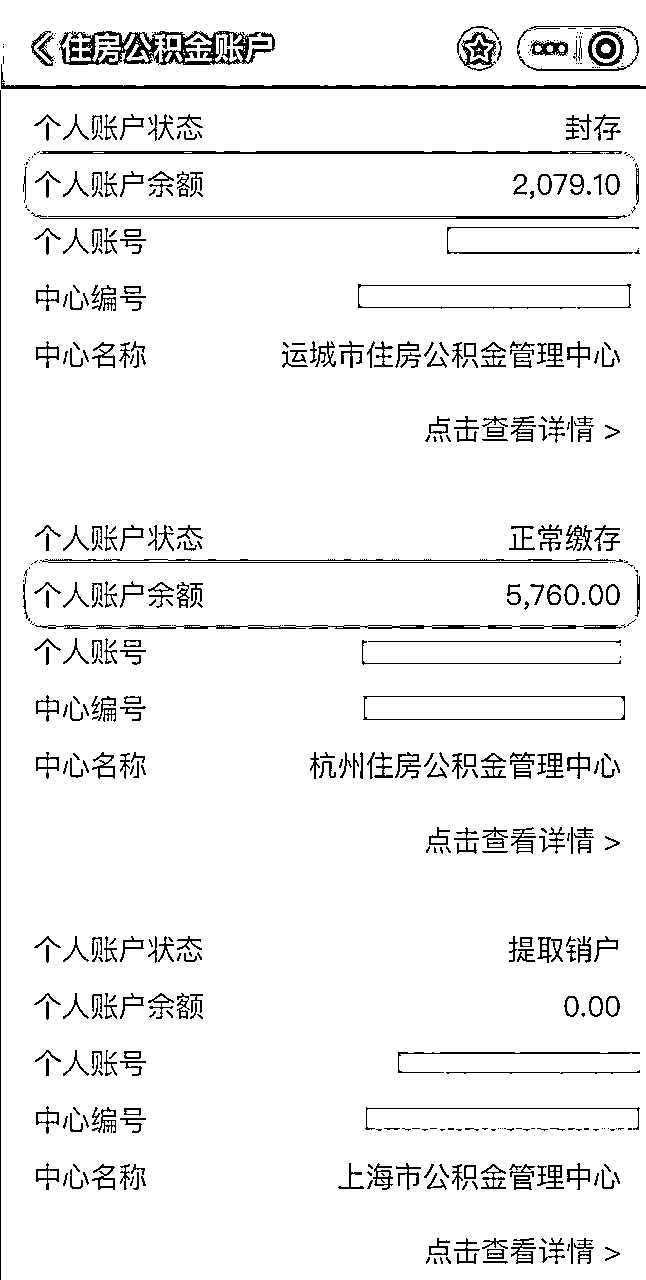 住房公积金账户
个人账户状态 封存
个人账户余额 2,079.10
个人账号
中心编号
中心名称 运城市住房公积金管理中心
点击查看详情 >
个人账户状态 正常缴存
个人账户余额 5,760.00
个人账号
中心编号
中心名称 杭州住房公积金管理中心
点击查看详情 >
个人账户状态 提取销户
个人账户余额 0.00
个人账号
中心编号
中心名称 上海市公积金管理中心
点击查看详情 >